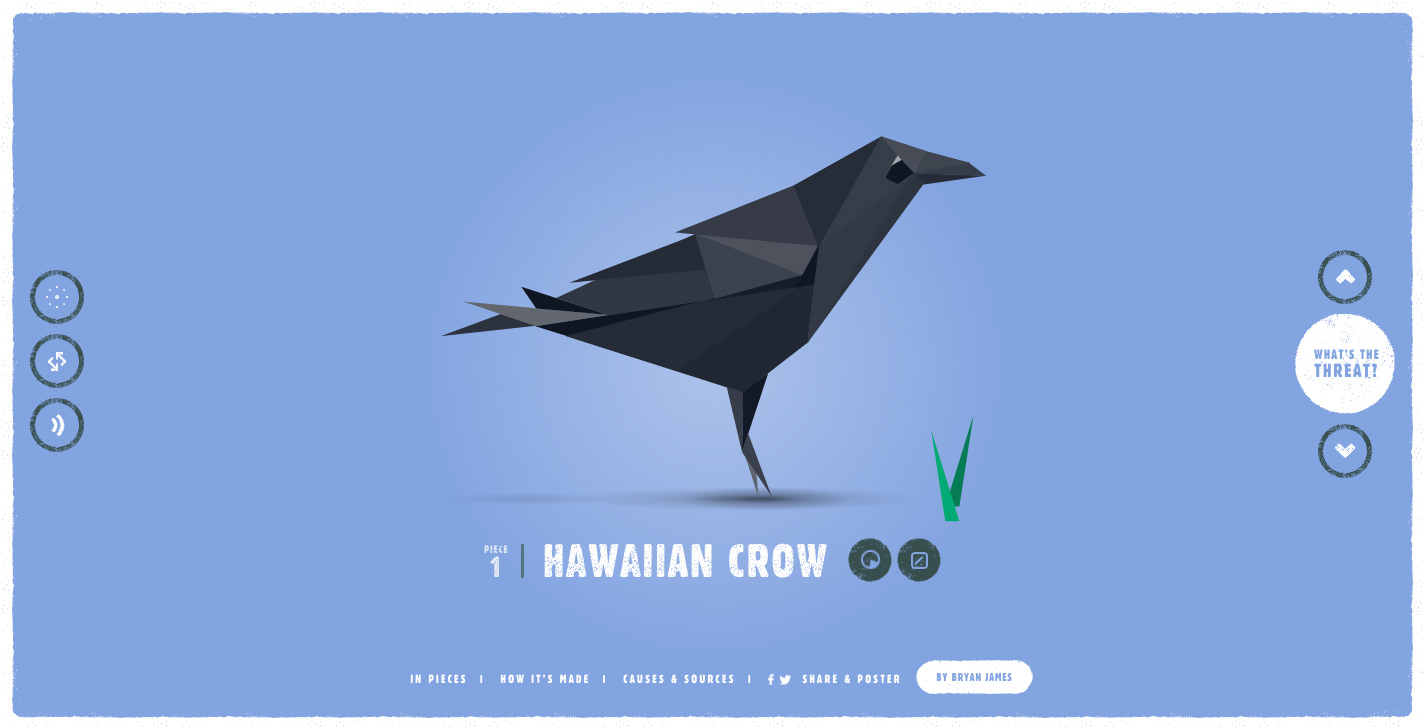 WHAT'S THE
THREAT?
PIECE
1
HAWAIIAN CROW
IN PIECES I HOW IT'S MADE I CAUSES & SOURCES I SHARE & POSTER
BY BRYAN JAMES